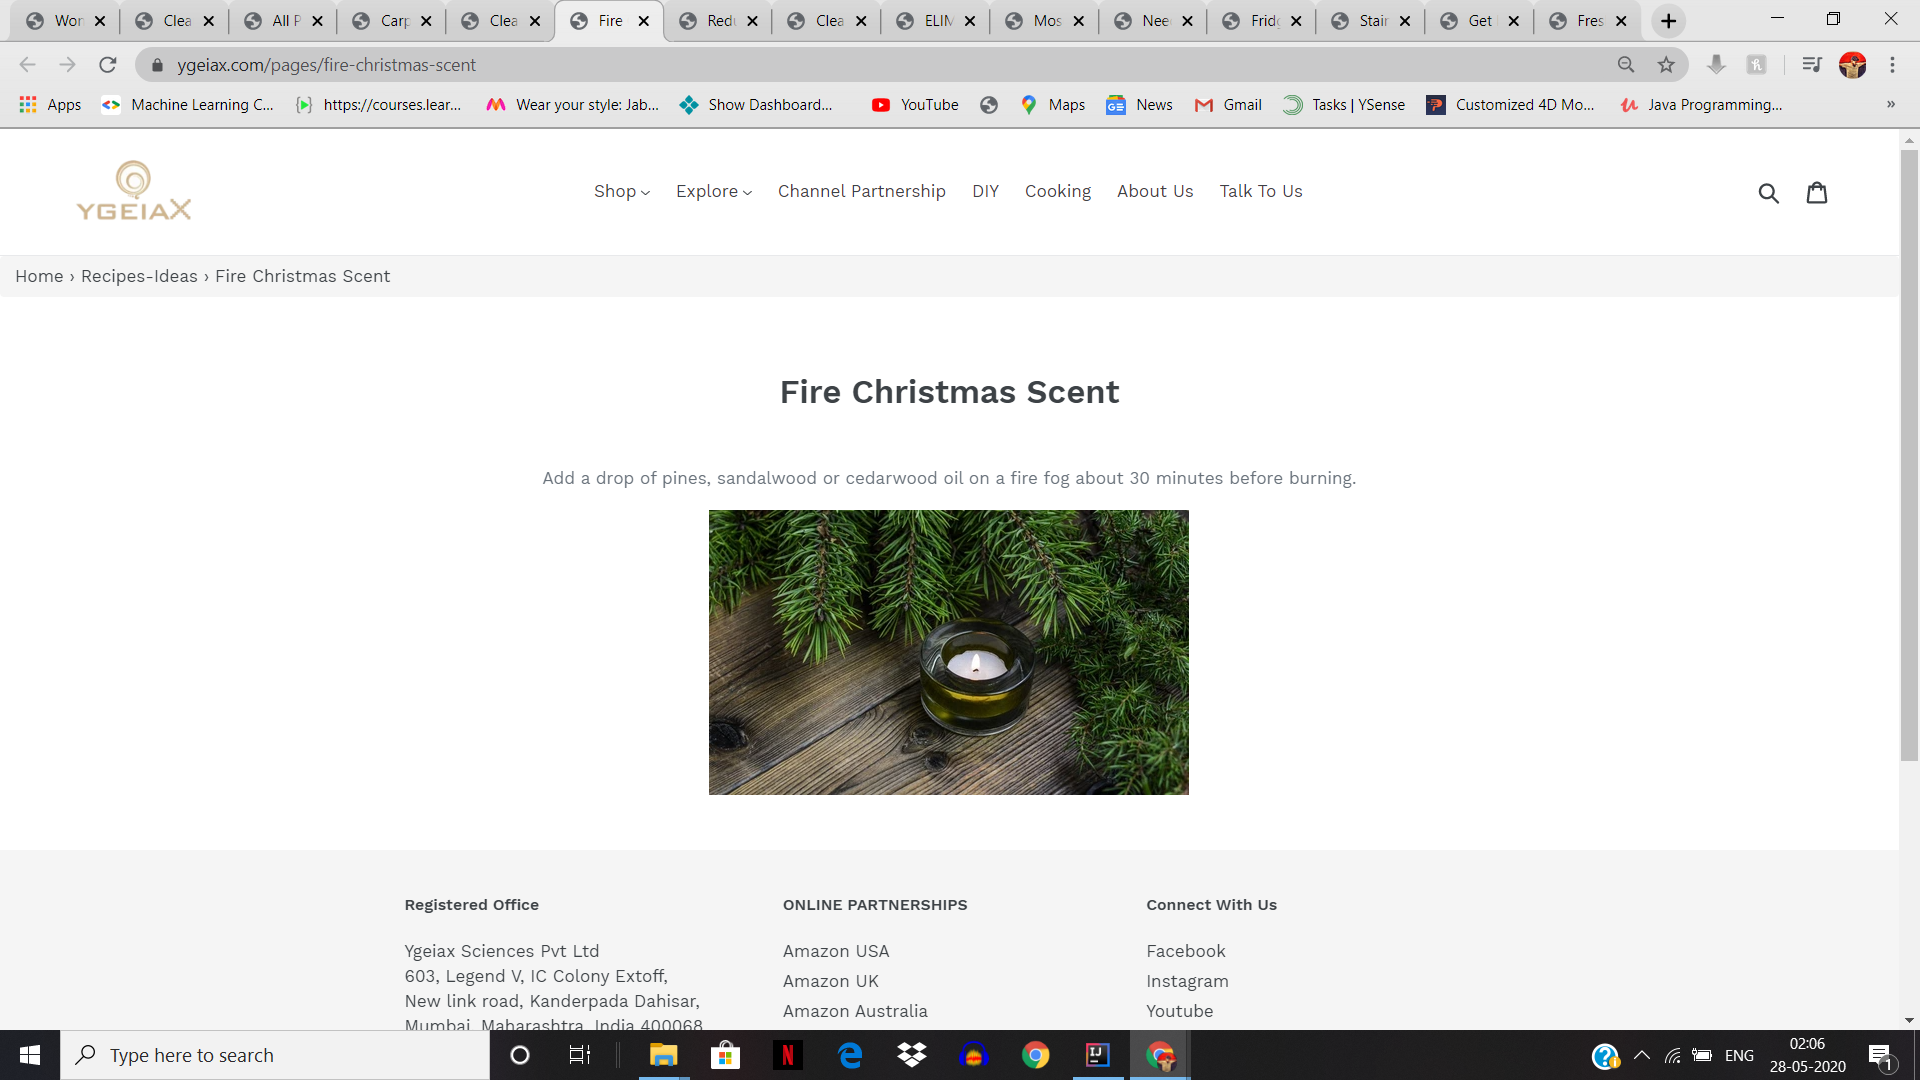 Wor
Clea
All P
Carp
Clea
Fire
Redu
Clea
ELIM
Mos
Nee
Fridg
Stair
Get
Fres
ygeiax.com/pages/fire-christmas-scent
Apps
Machine Learning C...
https://courses.lear...
Wear your style: Jab...
Show Dashboard...
YouTube
Maps
News
Gmail
Tasks | YSense
Customized 4D Mo...
Java Programming...
»
YGEIAX
Shop
Explore
Channel Partnership
DIY
Cooking
About Us
Talk To Us
Home › Recipes-Ideas › Fire Christmas Scent
Fire Christmas Scent
Add a drop of pines, sandalwood or cedarwood oil on a fire fog about 30 minutes before burning.
Registered Office
Ygeiax Sciences Pvt Ltd
603, Legend V, IC Colony Extoff,
New link road, Kanderpada Dahisar,
Mumbai, Maharashtra, India 400068
ONLINE PARTNERSHIPS
Amazon USA
Amazon UK
Amazon Australia
Connect With Us
Facebook
Instagram
Youtube
Type here to search
ENG
02:06
28-05-2020
1